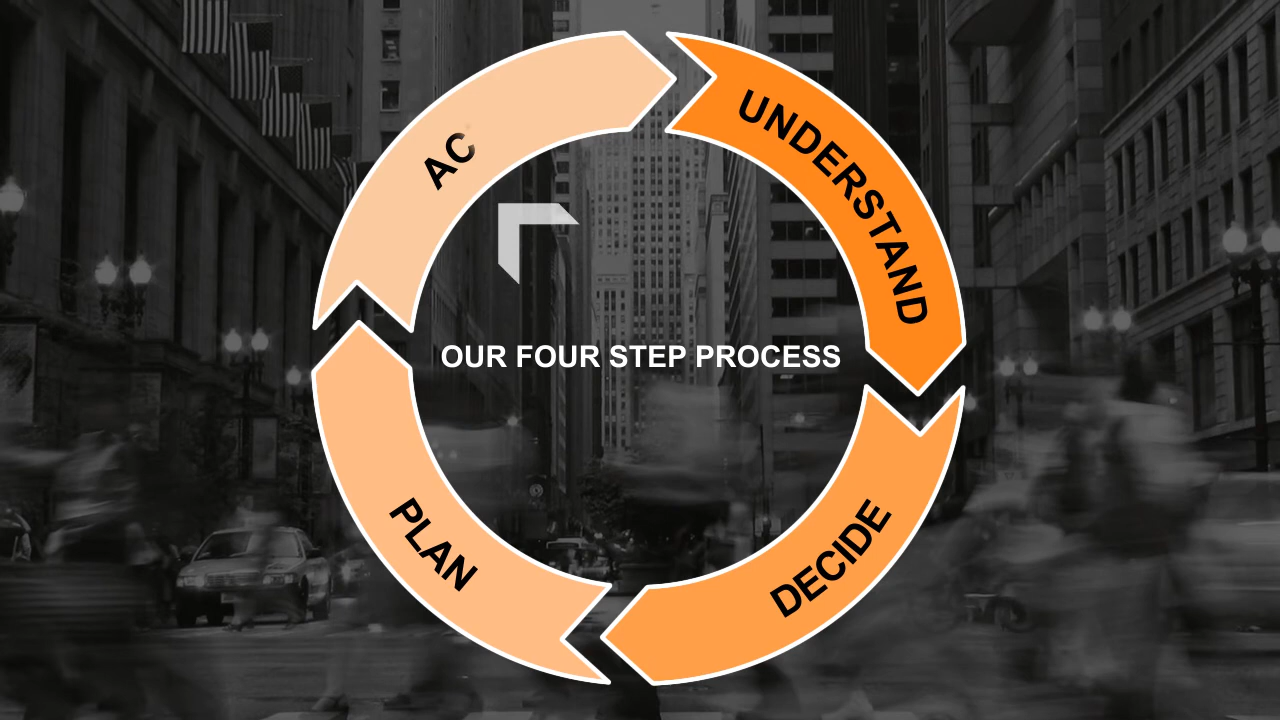 OUR FOUR STEP PROCESS
UNDERSTAND
DECIDE
PLAN
AC